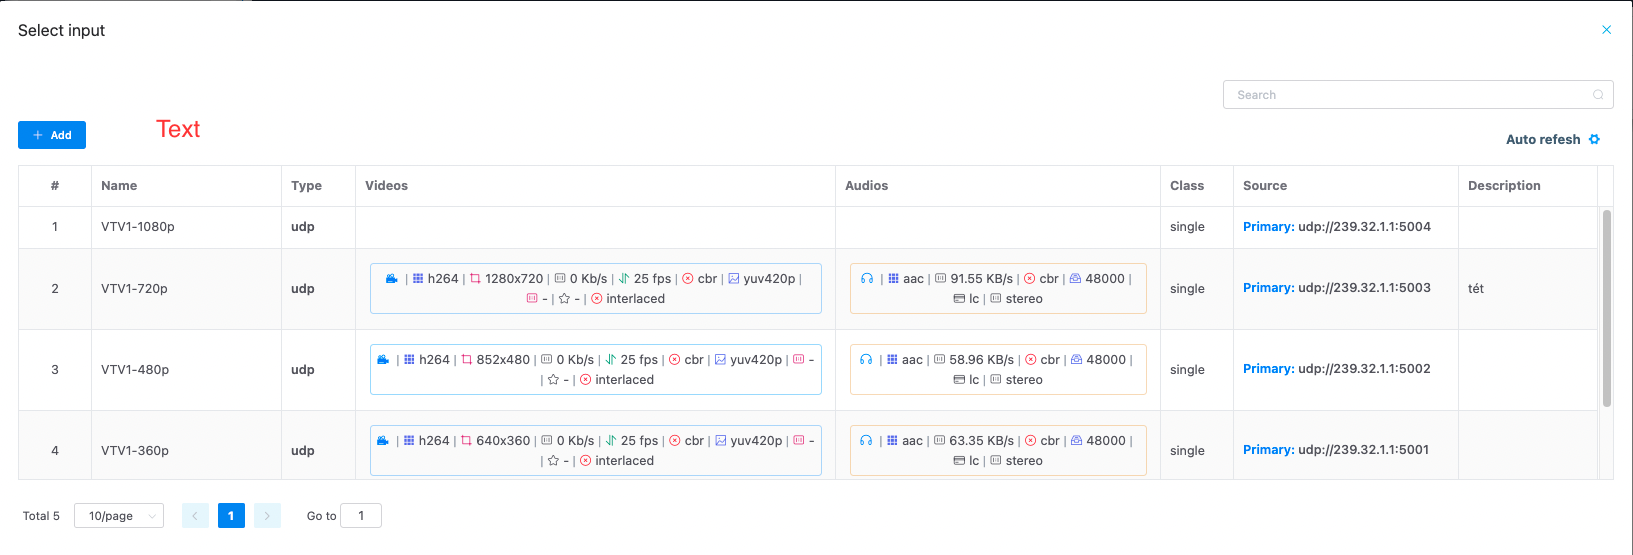 Select input
Search
Add
Text
Auto refesh
# Name Type Videos Audios Class Source Description
1 VTV1-1080p udp single Primary: udp://239.32.1.1:5004
2 VTV1-720p udp | h264 | 1280x720 | 0 Kb/s | 25 fps | cbr | yuv420p | | aac | 91.55 KB/s | cbr | 48000 | single Primary: udp://239.32.1.1:5003 tét
- | - | interlaced lc | stereo
3 VTV1-480p udp | h264 | 852x480 | 0 Kb/s | 25 fps | cbr | yuv420p | - | aac | 58.96 KB/s | cbr | 48000 | single Primary: udp://239.32.1.1:5002
| - | interlaced lc | stereo
4 VTV1-360p udp | h264 | 640x360 | 0 Kb/s | 25 fps | cbr | yuv420p | - | aac | 63.35 KB/s | cbr | 48000 | single Primary: udp://239.32.1.1:5001
| - | interlaced lc | stereo
Total 5 10/page < 1 > Go to 1